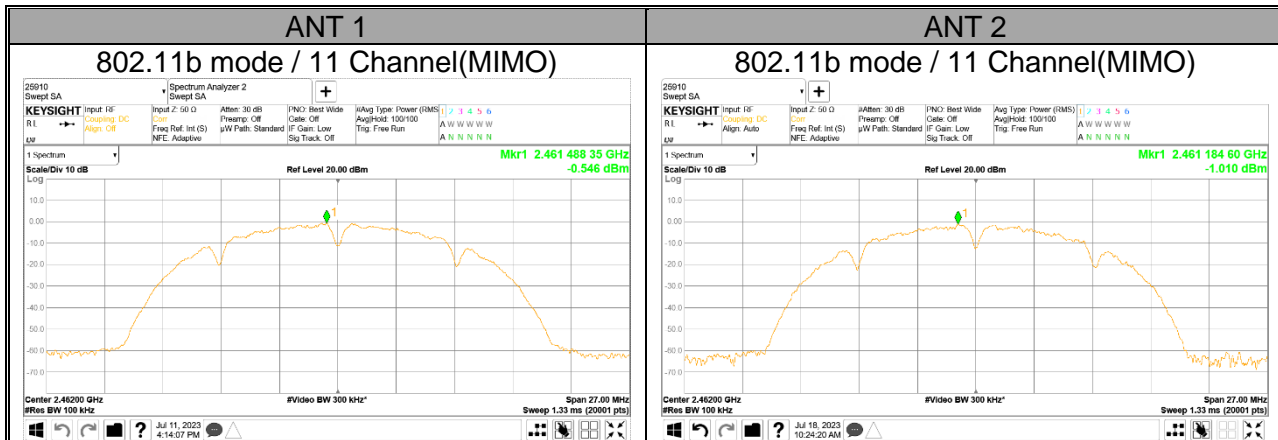 ANT 1
802.11b mode / 11 Channel(MIMO)
25910
Swept SA
Spectrum Analyzer 2
Swept SA
+
KEYSIGHT
RL
Input: RF
Coupling: DC
Align: Off
Input Z: 50 Ω
Corr
Freq Ref: Int (S)
NFE: Adaptive
Atten: 30 dB
Preamp: Off
µW Path: Standard
PNO: Best Wide
Gate: Off
IF Gain: Low
Sig Track: Off
#Avg Type: Power (RMS)
Avg|Hold: 100/100
Trig: Free Run
1 2 3 4 5 6
A W W W W W
A N N N N N
1 Spectrum
Scale/Div 10 dB
Log
Ref Level 20.00 dBm
Mkr1 2.461 488 35 GHz
-0.546 dBm
1
10.0
0.00
-10.0
-20.0
-30.0
-40.0
-50.0
-60.0
-70.0
Center 2.46200 GHz
#Res BW 100 kHz
#Video BW 300 kHz*
Span 27.00 MHz
Sweep 1.33 ms (20001 pts)
?
Jul 11, 2023
4:14:07 PM
ANT 2
802.11b mode / 11 Channel(MIMO)
25910
Swept SA
+
KEYSIGHT
RL
Input: RF
Coupling: DC
Align: Auto
Input Z: 50 Ω
Corr
Freq Ref: Int (S)
NFE: Adaptive
#Atten: 30 dB
Preamp: Off
µW Path: Standard
PNO: Best Wide
Gate: Off
IF Gain: Low
Sig Track: Off
#Avg Type: Power (RMS)
Avg|Hold: 100/100
Trig: Free Run
1 2 3 4 5 6
A W W W W W
A N N N N N
1 Spectrum
Scale/Div 10 dB
Log
Ref Level 20.00 dBm
Mkr1 2.461 184 60 GHz
-1.010 dBm
1
10.0
0.00
-10.0
-20.0
-30.0
-40.0
-50.0
-60.0
-70.0
Center 2.46200 GHz
#Res BW 100 kHz
#Video BW 300 kHz*
Span 27.00 MHz
Sweep 1.33 ms (20001 pts)
?
Jul 18, 2023
10:24:20 AM